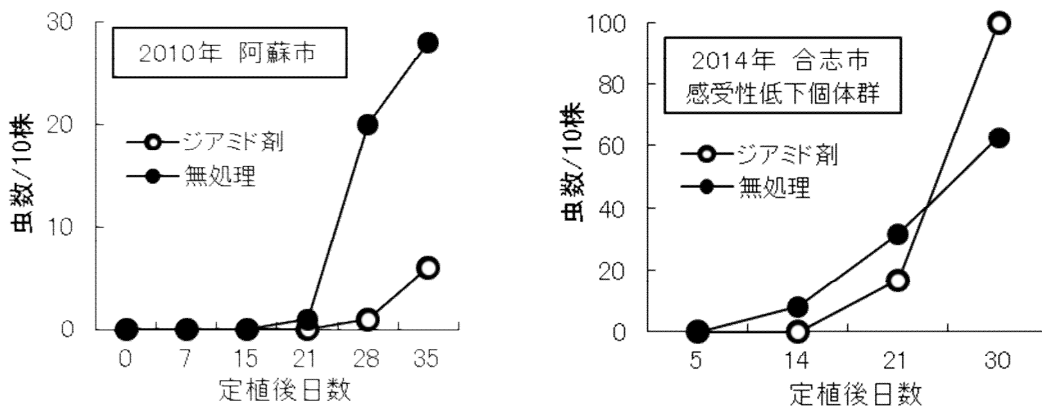 30
20
10
0
虫数/10株
2010年 阿蘇市
ジアミド剤
無処理
0 7 15 21 28 35
定植後日数
100
80
60
40
20
0
虫数/10株
2014年 合志市
感受性低下個体群
ジアミド剤
無処理
5 14 21 30
定植後日数